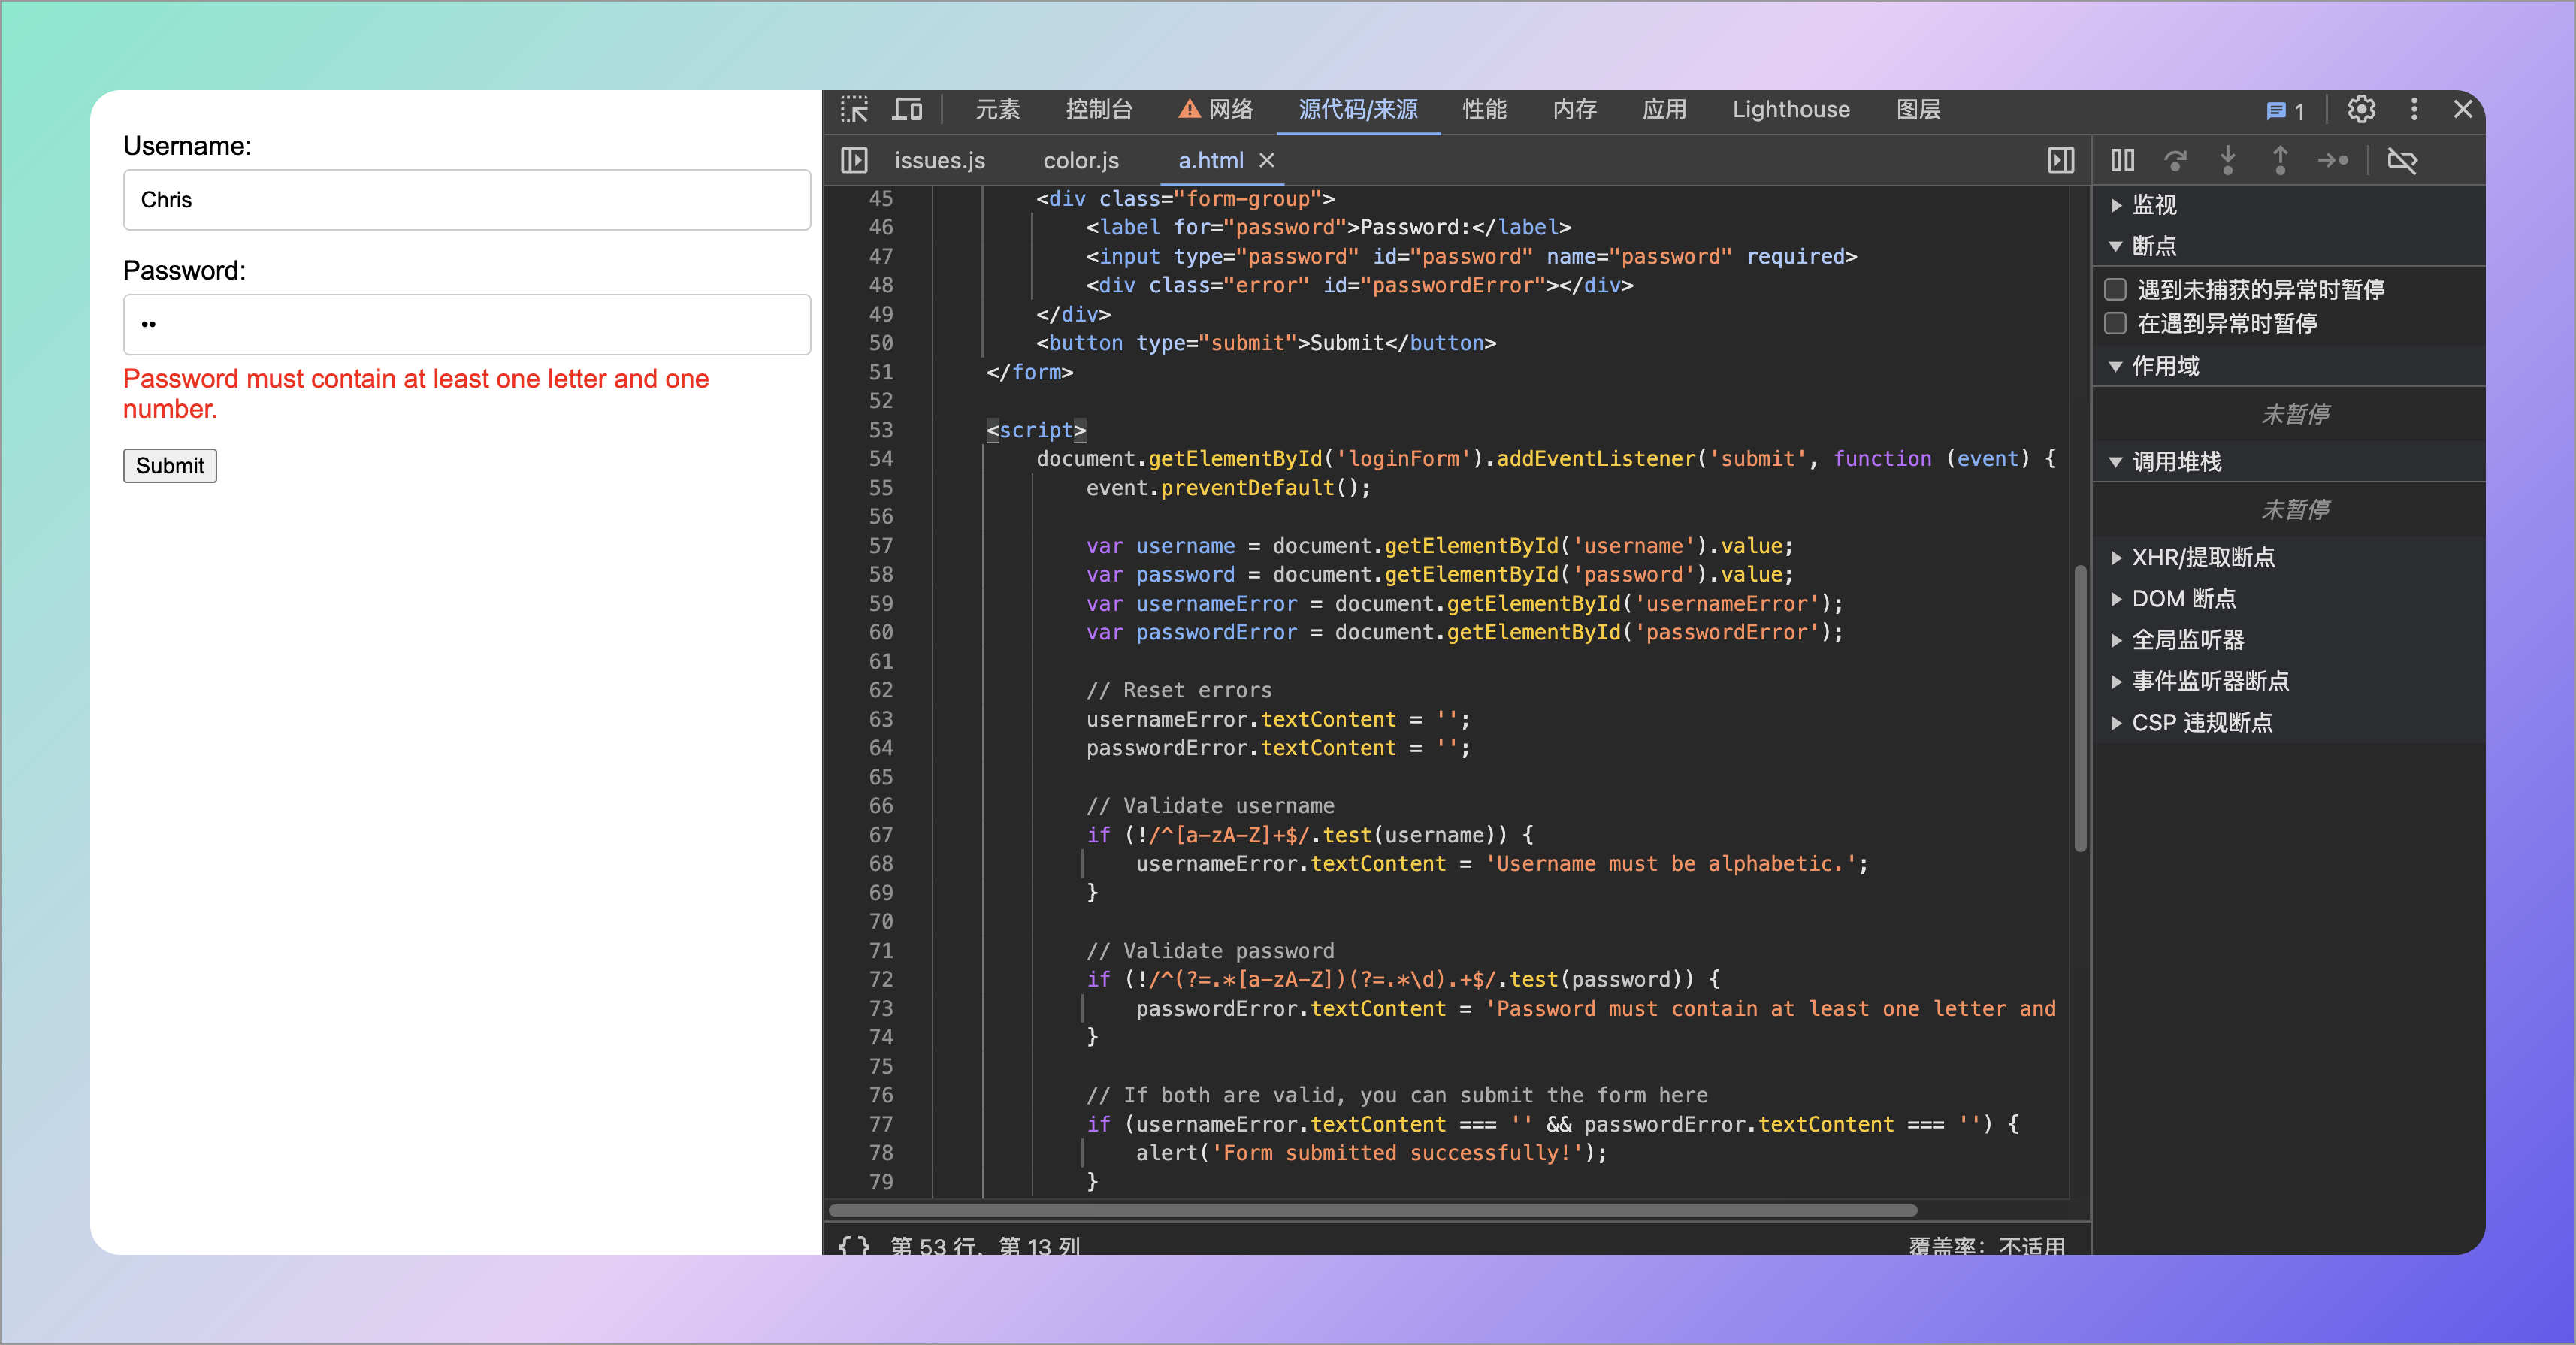 Username:
Chris
Password:
••
Password must contain at least one letter and one
number.
Submit
元素 控制台 网络 源代码/来源 性能 内存 应用 Lighthouse 图层 1
issues.js color.js a.html
45 <div class="form-group">
46 <label for="password">Password:</label>
47 <input type="password" id="password" name="password" required>
48 <div class="error" id="passwordError"></div>
49 </div>
50 <button type="submit">Submit</button>
51 </form>
52
53 <script>
54 document.getElementById('loginForm').addEventListener('submit', function (event) {
55 event.preventDefault();
56
57 var username = document.getElementById('username').value;
58 var password = document.getElementById('password').value;
59 var usernameError = document.getElementById('usernameError');
60 var passwordError = document.getElementById('passwordError');
61
62 // Reset errors
63 usernameError.textContent = '';
64 passwordError.textContent = '';
65
66 // Validate username
67 if (!/^[a-zA-Z]+$/.test(username)) {
68 usernameError.textContent = 'Username must be alphabetic.';
69 }
70
71 // Validate password
72 if (!/^(?=.*[a-zA-Z])(?=.*\d).+$/.test(password)) {
73 passwordError.textContent = 'Password must contain at least one letter and
74 }
75
76 // If both are valid, you can submit the form here
77 if (usernameError.textContent === '' && passwordError.textContent === '') {
78 alert('Form submitted successfully!');
79 }
{ } 第 53 行，第 13 列 覆盖率：不适用
监视
断点
遇到未捕获的异常时暂停
在遇到异常时暂停
作用域
未暂停
调用堆栈
未暂停
XHR/提取断点
DOM 断点
全局监听器
事件监听器断点
CSP 违规断点